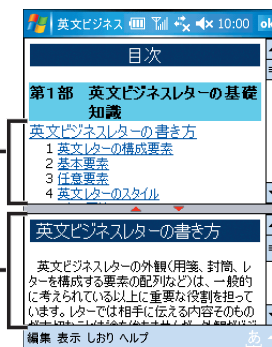 英文ビジネス 10:00 ok
目次
第1部 英文ビジネスレターの基礎
知識
英文ビジネスレターの書き方
1 英文レターの構成要素
2 基本要素
3 任意要素
4 英文レターのスタイル
英文ビジネスレターの書き方
英文ビジネスレターの外観(用箋、封筒、レ
ターを構成する要素の配列など)は、一般的
に考えられている以上に重要な役割を担って
います。レターでは相手に伝える内容そのもの
編集 表示 しおり ヘルプ あ